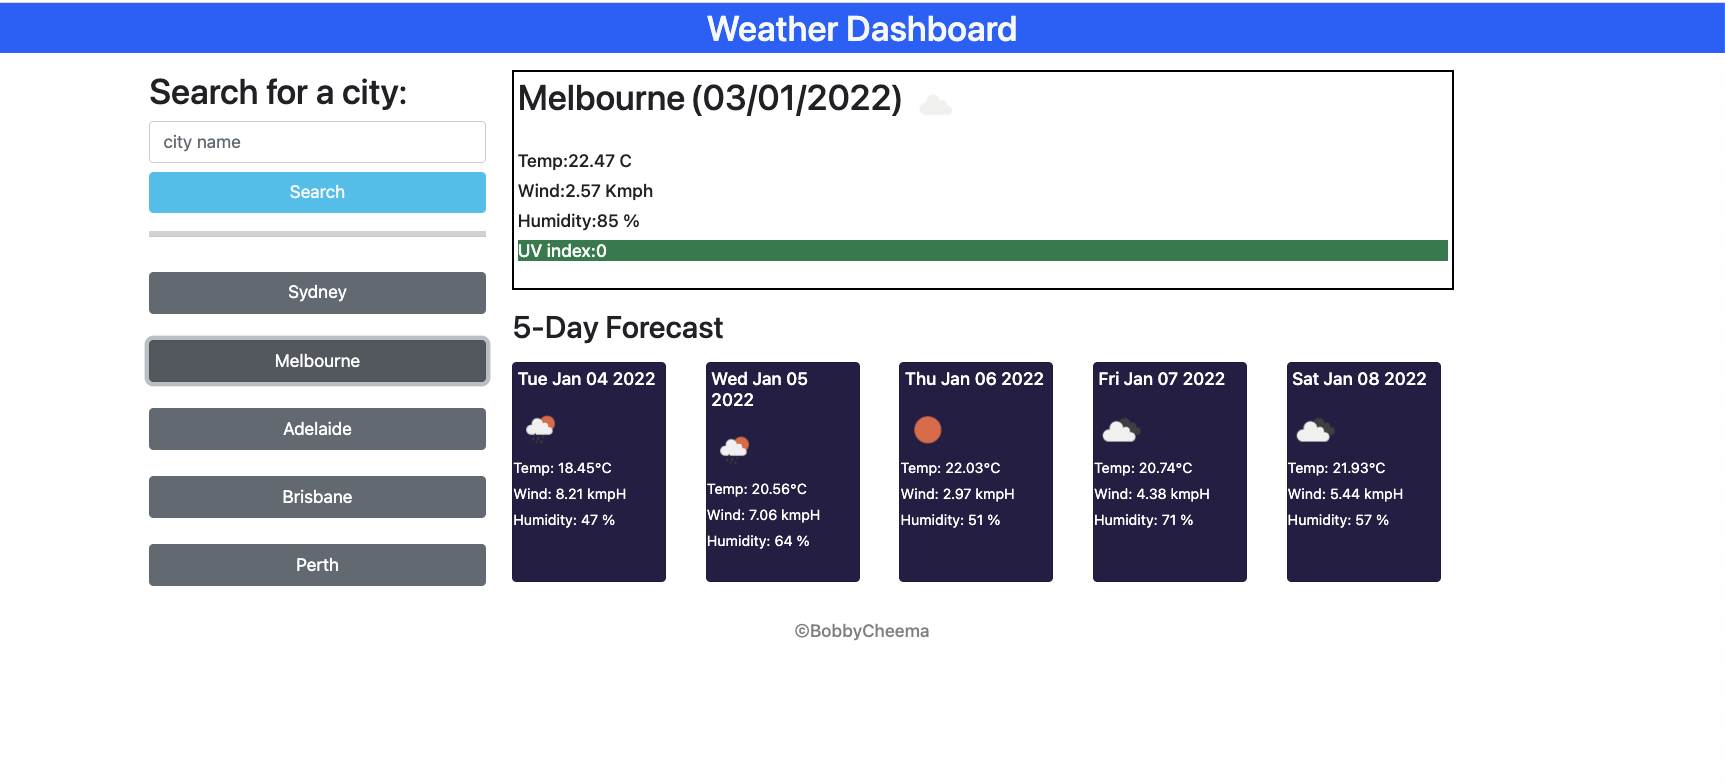 Weather Dashboard
Search for a city:
city name
Search
Sydney
Melbourne
Adelaide
Brisbane
Perth
Melbourne (03/01/2022)
Temp:22.47 C
Wind:2.57 Kmph
Humidity:85 %
UV index:0
5-Day Forecast
Tue Jan 04 2022
Temp: 18.45°C
Wind: 8.21 kmpH
Humidity: 47 %
Wed Jan 05
2022
Temp: 20.56°C
Wind: 7.06 kmpH
Humidity: 64 %
Thu Jan 06 2022
Temp: 22.03°C
Wind: 2.97 kmpH
Humidity: 51 %
Fri Jan 07 2022
Temp: 20.74°C
Wind: 4.38 kmpH
Humidity: 71 %
Sat Jan 08 2022
Temp: 21.93°C
Wind: 5.44 kmpH
Humidity: 57 %
©BobbyCheema